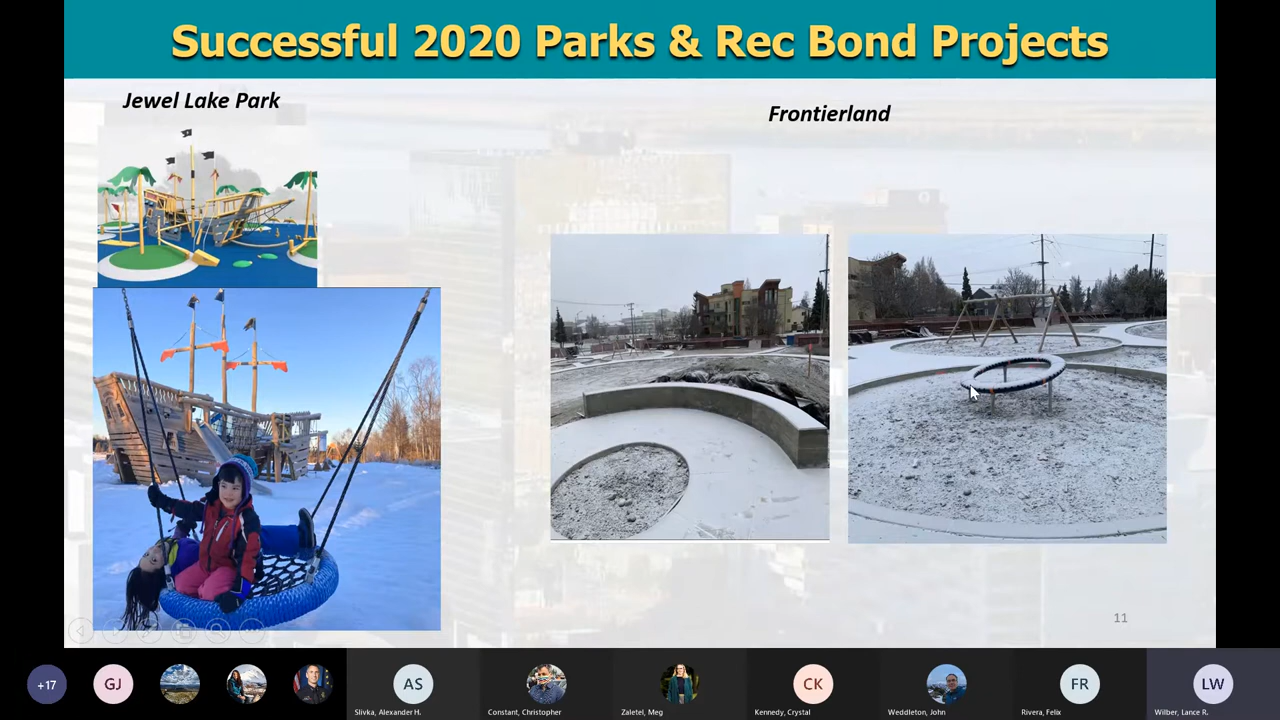 Successful 2020 Parks & Rec Bond Projects
Jewel Lake Park
Frontierland
11
+17
GJ
AS
CK
FR
LW
Slivka, Alexander H.
Constant, Christopher
Zaletel, Meg
Kennedy, Crystal
Weddleton, John
Rivera, Felix
Wilber, Lance R.